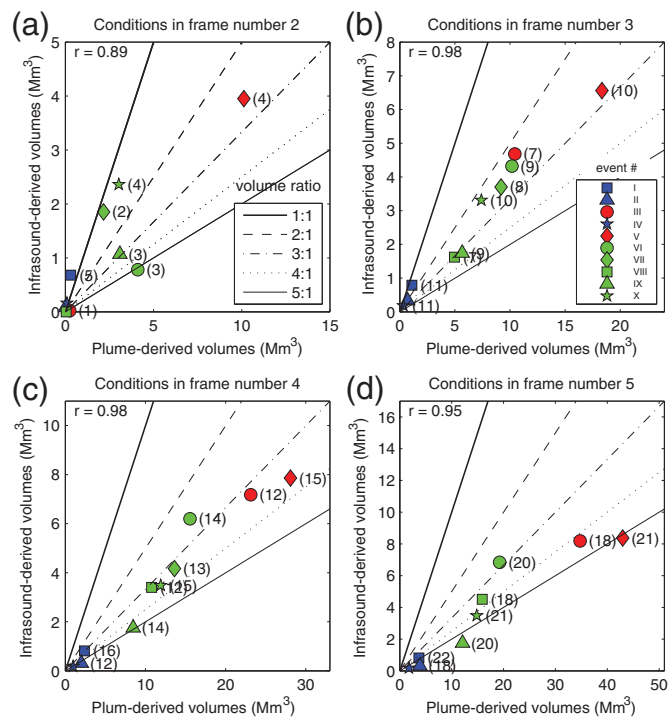 (a)
Conditions in frame number 2
r = 0.89
Infrasound-derived volumes (Mm³)
5
4
3
2
1
0
(4)
(4)
(2)
(3)
(3)
(5)
(1)
volume ratio
1:1
2:1
3:1
4:1
5:1
0
5
10
15
Plume-derived volumes (Mm³)
(b)
Conditions in frame number 3
r = 0.98
Infrasound-derived volumes (Mm³)
8
7
6
5
4
3
2
1
0
(10)
(7)
(9)
(8)
(10)
(9)
(11)
(11)
event #
I
II
III
IV
V
VI
VII
VIII
IX
X
0
5
10
15
20
Plume-derived volumes (Mm³)
(c)
Conditions in frame number 4
r = 0.98
Infrasound-derived volumes (Mm³)
10
8
6
4
2
0
(15)
(12)
(14)
(13)
(12)
(15)
(14)
(16)
(12)
0
10
20
30
Plum-derived volumes (Mm³)
(d)
Conditions in frame number 5
r = 0.95
Infrasound-derived volumes (Mm³)
16
14
12
10
8
6
4
2
0
(18)
(21)
(20)
(18)
(21)
(20)
(22)
(18)
0
10
20
30
40
50
Plume-derived volumes (Mm³)